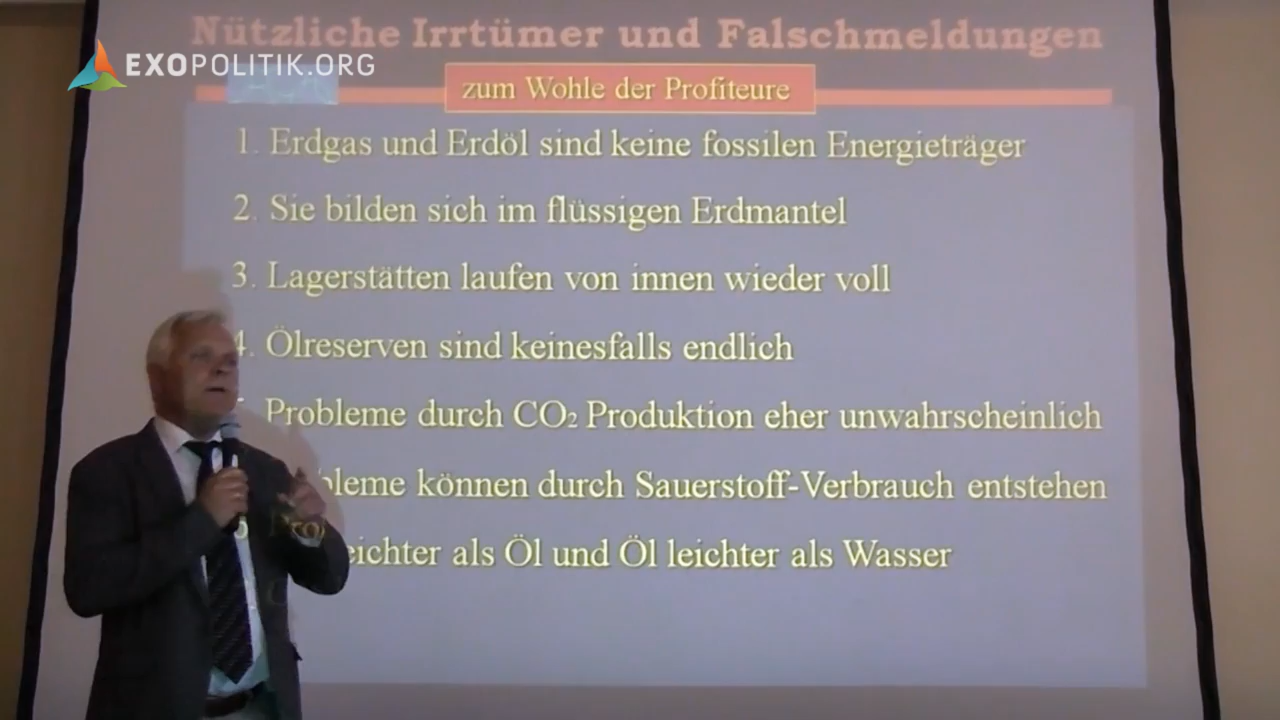 Nützliche Irrtümer und Falschmeldungen
EXOPOLITIK.ORG
zum Wohle der Profiteure
1. Erdgas und Erdöl sind keine fossilen Energieträger
2. Sie bilden sich im flüssigen Erdmantel
3. Lagerstätten laufen von innen wieder voll
4. Ölreserven sind keinesfalls endlich
Probleme durch CO2 Produktion eher unwahrscheinlich
bleme können durch Sauerstoff-Verbrauch entstehen
eichter als Öl und Öl leichter als Wasser